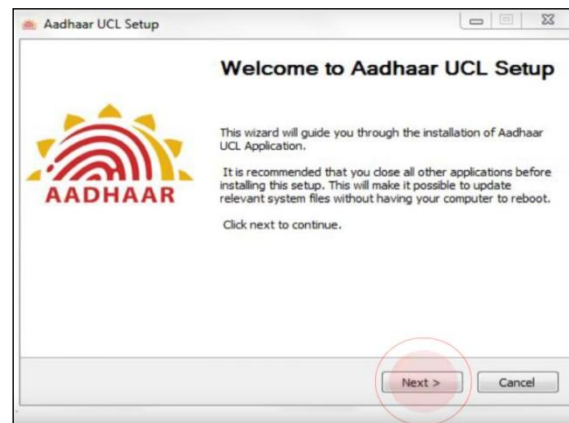 Aadhaar UCL Setup
Welcome to Aadhaar UCL Setup
AADHAAR
This wizard will guide you through the installation of Aadhaar
UCL Application.
It is recommended that you close all other applications before
installing this setup. This will make it possible to update
relevant system files without having your computer to reboot.
Click next to continue.
Next >
Cancel